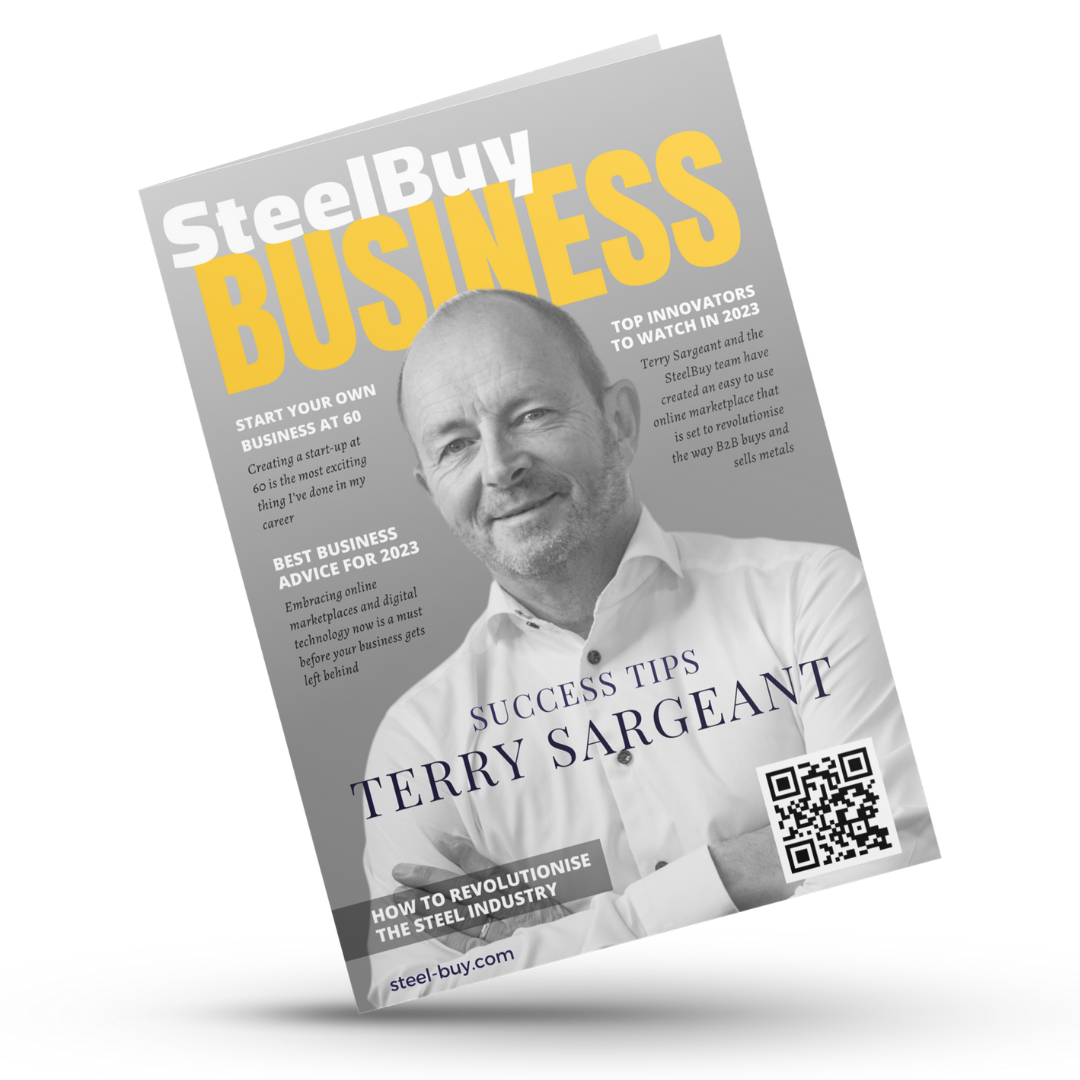 SteelBuy
BUSINESS
START YOUR OWN
BUSINESS AT 60
Creating a start-up at
60 is the most exciting
thing I've done in my
career
BEST BUSINESS
ADVICE FOR 2023
Embracing online
marketplaces and digital
technology now is a must
before your business gets
left behind
TOP INNOVATORS
TO WATCH IN 2023
Terry Sargeant and the
SteelBuy team have
created an easy to use
online marketplace that
is set to revolutionise
the way B2B buys and
sells metals
SUCCESS TIPS
TERRY SARGEANT
HOW TO REVOLUTIONISE
THE STEEL INDUSTRY
steel-buy.com